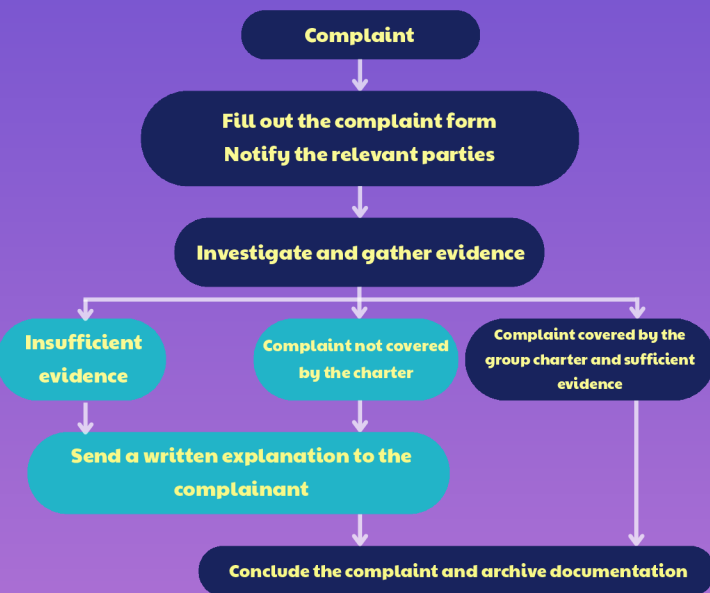 Complaint
Fill out the complaint form
Notify the relevant parties
Investigate and gather evidence
Insufficient
evidence
Complaint not covered
by the charter
Complaint covered by the
group charter and sufficient
evidence
Send a written explanation to the
complainant
Conclude the complaint and archive documentation